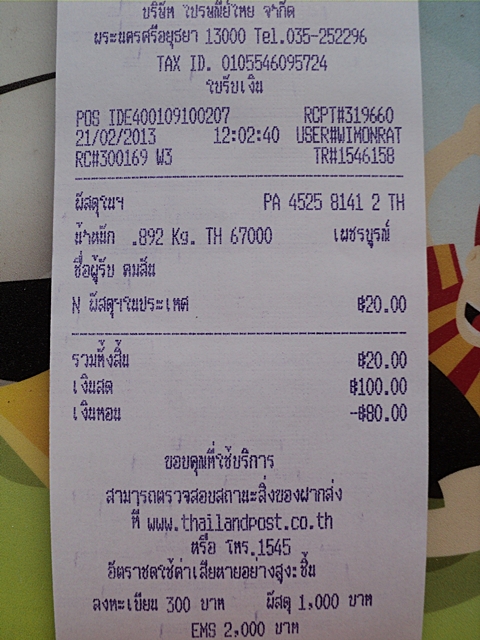 บริษัท ไปรษณีย์ไทย จำกัด
พระนครศรีอยุธยา 13000 Tel.035-252296
TAX ID. 0105546095724
ใบรับเงิน
POS IDE400109100207 RCPT#319660
21/02/2013 12:02:40 USER#WIMONRAT
RC#300169 W3 TR#1546158
พัสดุในฯ PA 4525 8141 2 TH
น้ำหนัก .892 Kg. TH 67000 เพชรบูรณ์
ชื่อผู้รับ คมสัน
N พัสดุฯในประเทศ ฿20.00
รวมทั้งสิ้น ฿20.00
เงินสด ฿100.00
เงินทอน -฿80.00
ขอบคุณที่ใช้บริการ
สามารถตรวจสอบสถานะสิ่งของฝากส่ง
ที่ www.thailandpost.co.th
หรือ โทร.1545
อัตราชดใช้ค่าเสียหายอย่างสูง:ชิ้น
ลงทะเบียน 300 บาท พัสดุ 1,000 บาท
EMS 2,000 บาท